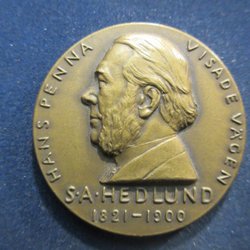 HANS PENNA VISADE VÄGEN
S·A·HEDLUND
1821-1900